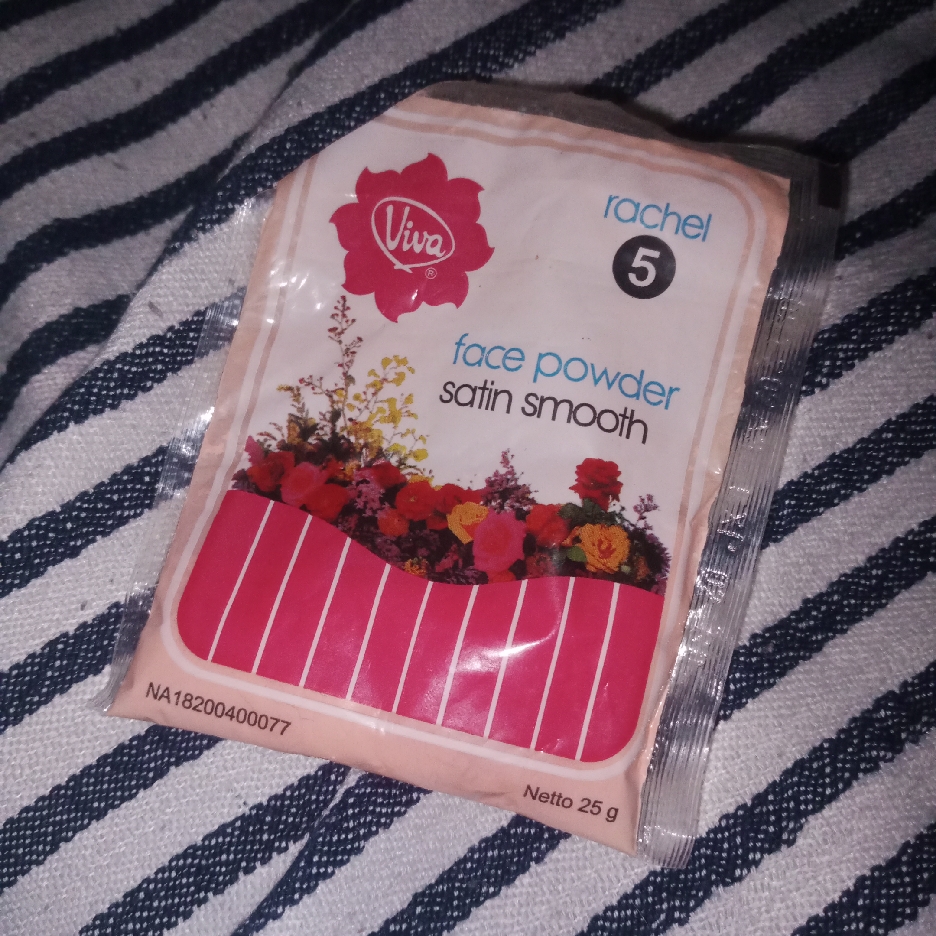 Viva
®
rachel
5
face powder
satin smooth
NA18200400077
Netto 25 g